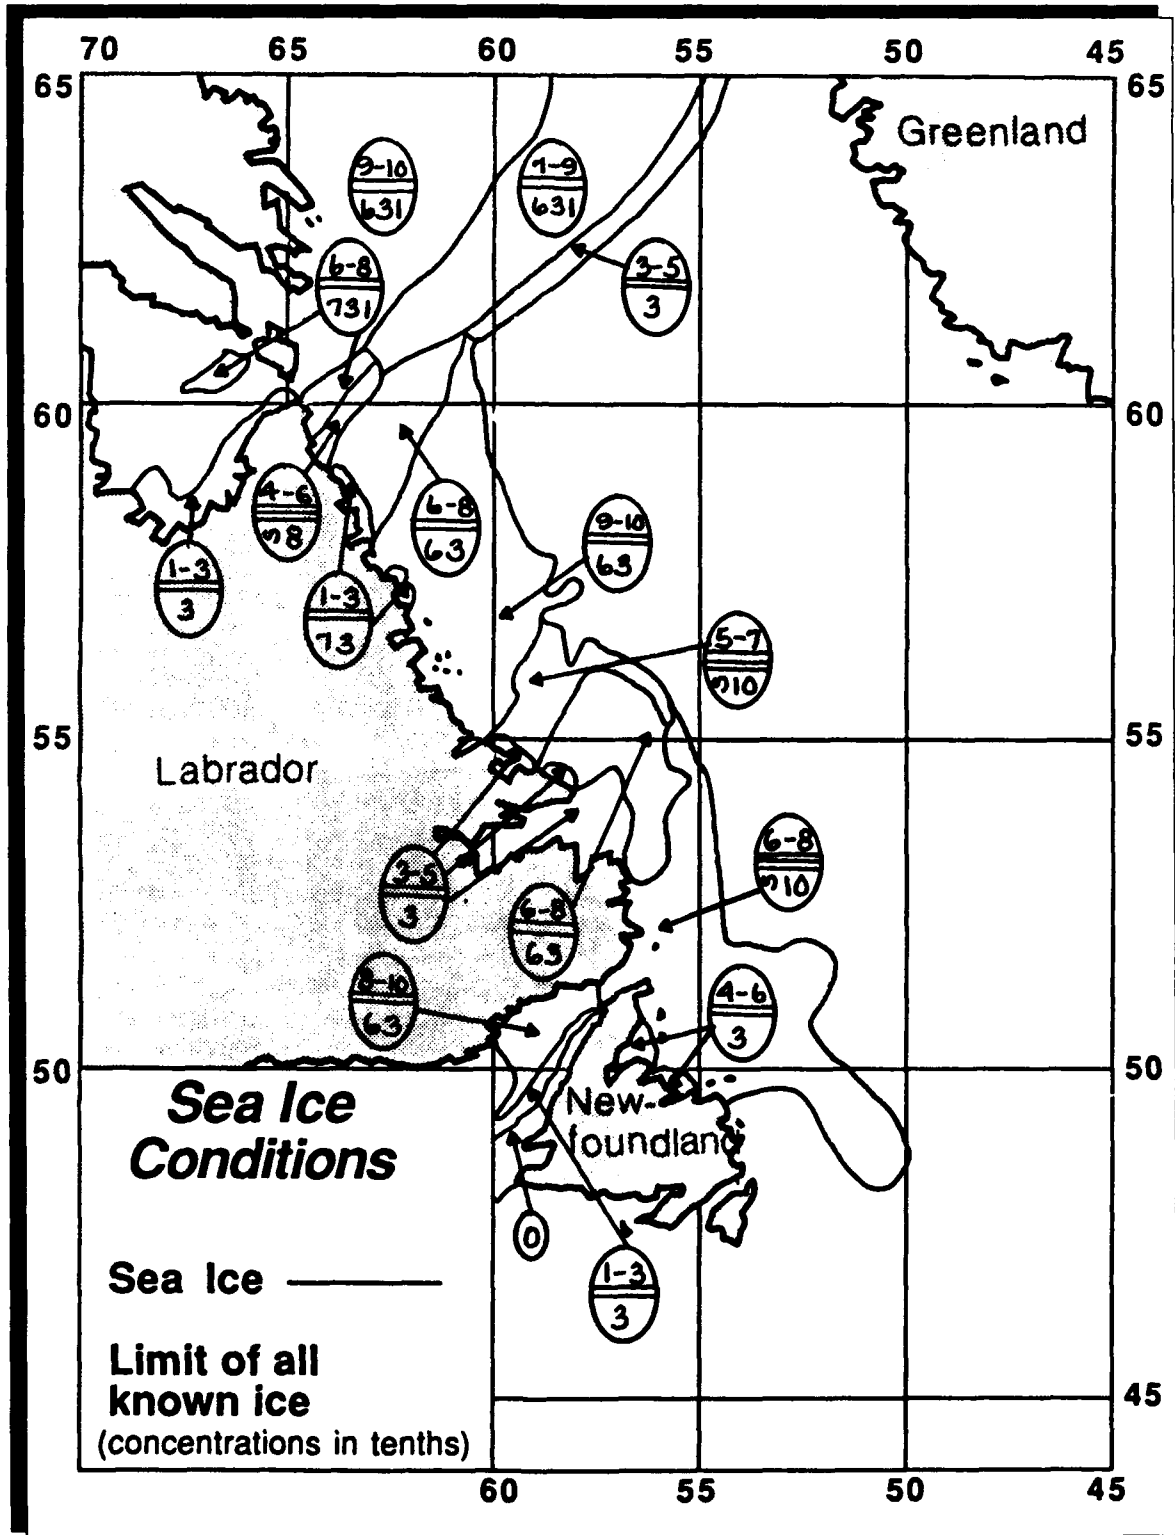 70 65 60 55 50 45
65 65
Greenland
9-10
631
7-9
631
6-8
731
3-5
3
60 60
4-6
6-8
63
9-10
63
1-3
3
1-3
73
5-7
55 55
Labrador
6-8
3-5
3
6-8
63
8-10
63
4-6
3
50 50
Sea Ice
Conditions
New-
foundland
0
Sea Ice
1-3
3
Limit of all
known ice
(concentrations in tenths)
45
60 55 50 45